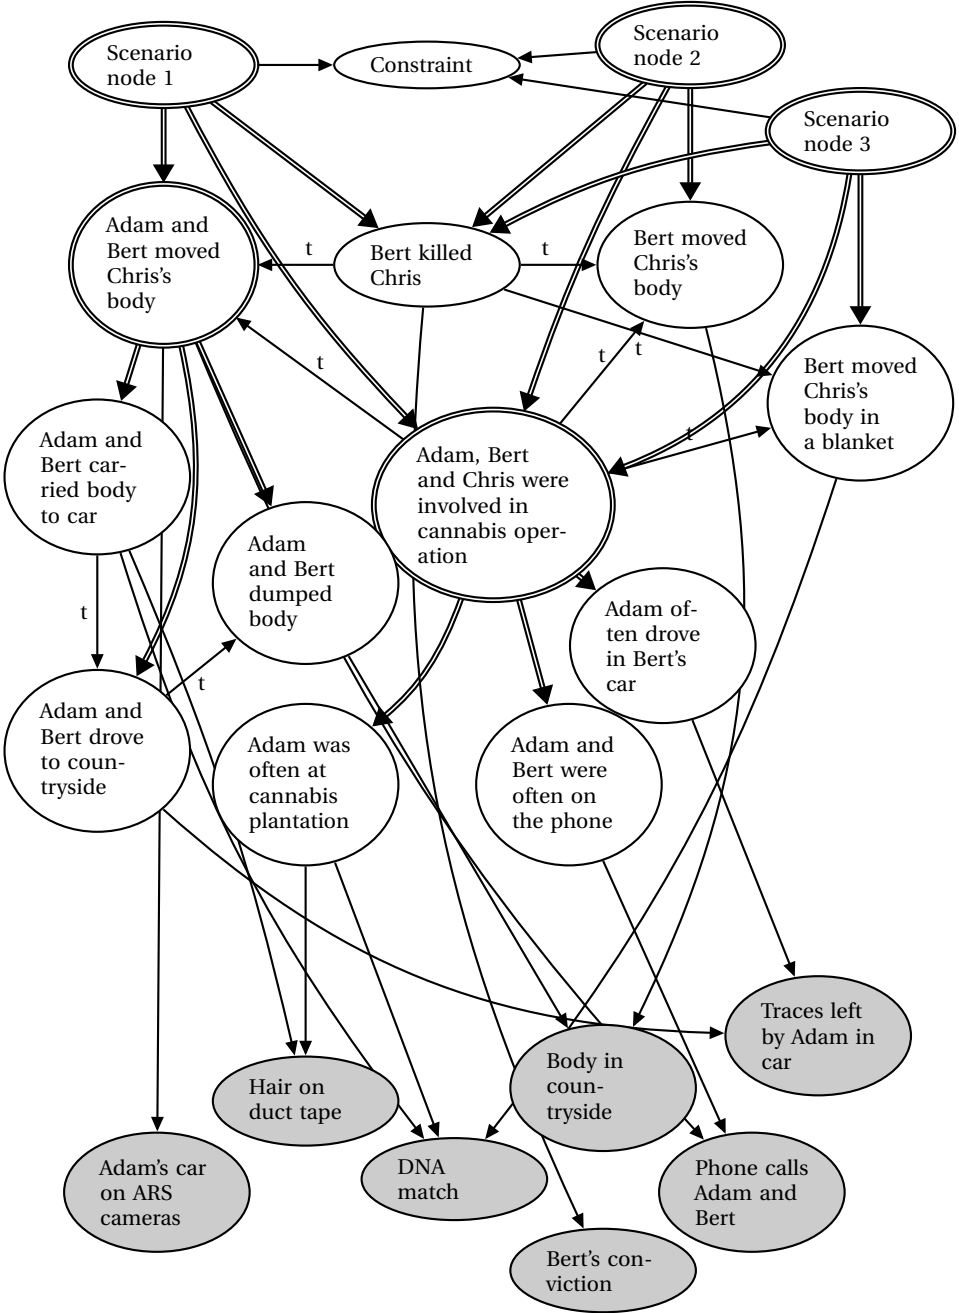 Scenario
node 1
Constraint
Scenario
node 2
Scenario
node 3
Adam and
Bert moved
Chris's
body
t
Bert killed
Chris
t
Bert moved
Chris's
body
t
t
t
Bert moved
Chris's
body in
a blanket
t
Adam and
Bert car-
ried body
to car
Adam, Bert
and Chris were
involved in
cannabis oper-
ation
Adam
and Bert
dumped
body
t
Adam of-
ten drove
in Bert's
car
t
Adam and
Bert drove
to coun-
tryside
Adam was
often at
cannabis
plantation
Adam and
Bert were
often on
the phone
Traces left
by Adam in
car
Hair on
duct tape
Body in
coun-
tryside
Adam's car
on ARS
cameras
DNA
match
Phone calls
Adam and
Bert
Bert's con-
viction